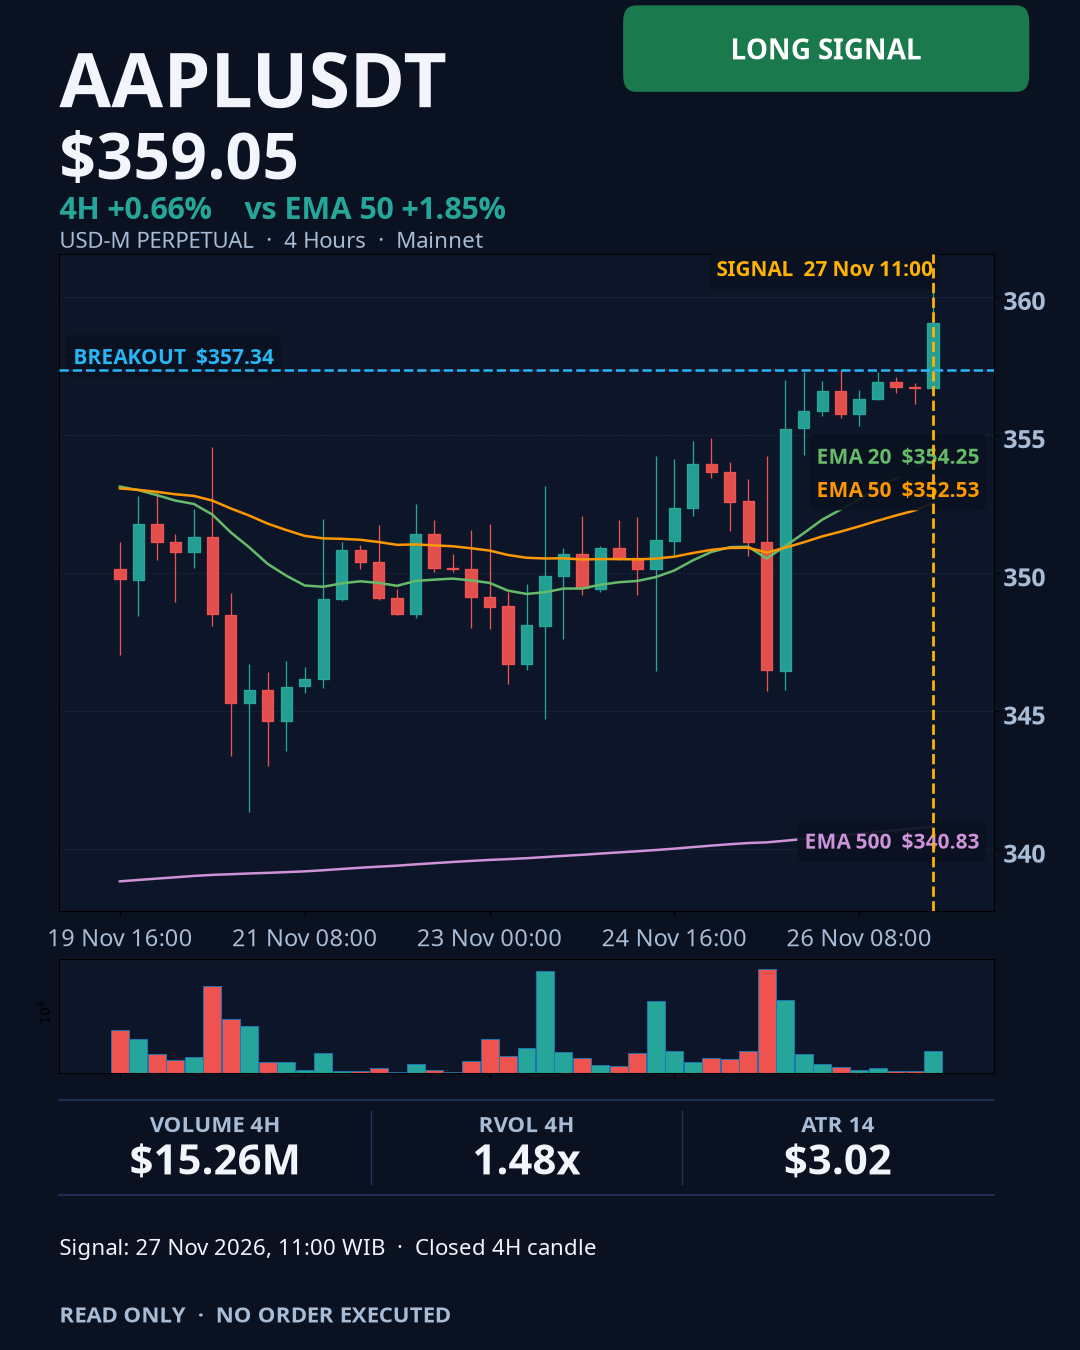 LONG SIGNAL
AAPLUSDT
$359.05
4H +0.66% vs EMA 50 +1.85%
USD-M PERPETUAL · 4 Hours · Mainnet
SIGNAL 27 Nov 11:00
360
BREAKOUT $357.34
355
EMA 20 $354.25
EMA 50 $352.53
350
345
EMA 500 $340.83
340
19 Nov 16:00 21 Nov 08:00 23 Nov 00:00 24 Nov 16:00 26 Nov 08:00
10⁶
VOLUME 4H RVOL 4H ATR 14
$15.26M 1.48x $3.02
Signal: 27 Nov 2026, 11:00 WIB · Closed 4H candle
READ ONLY · NO ORDER EXECUTED